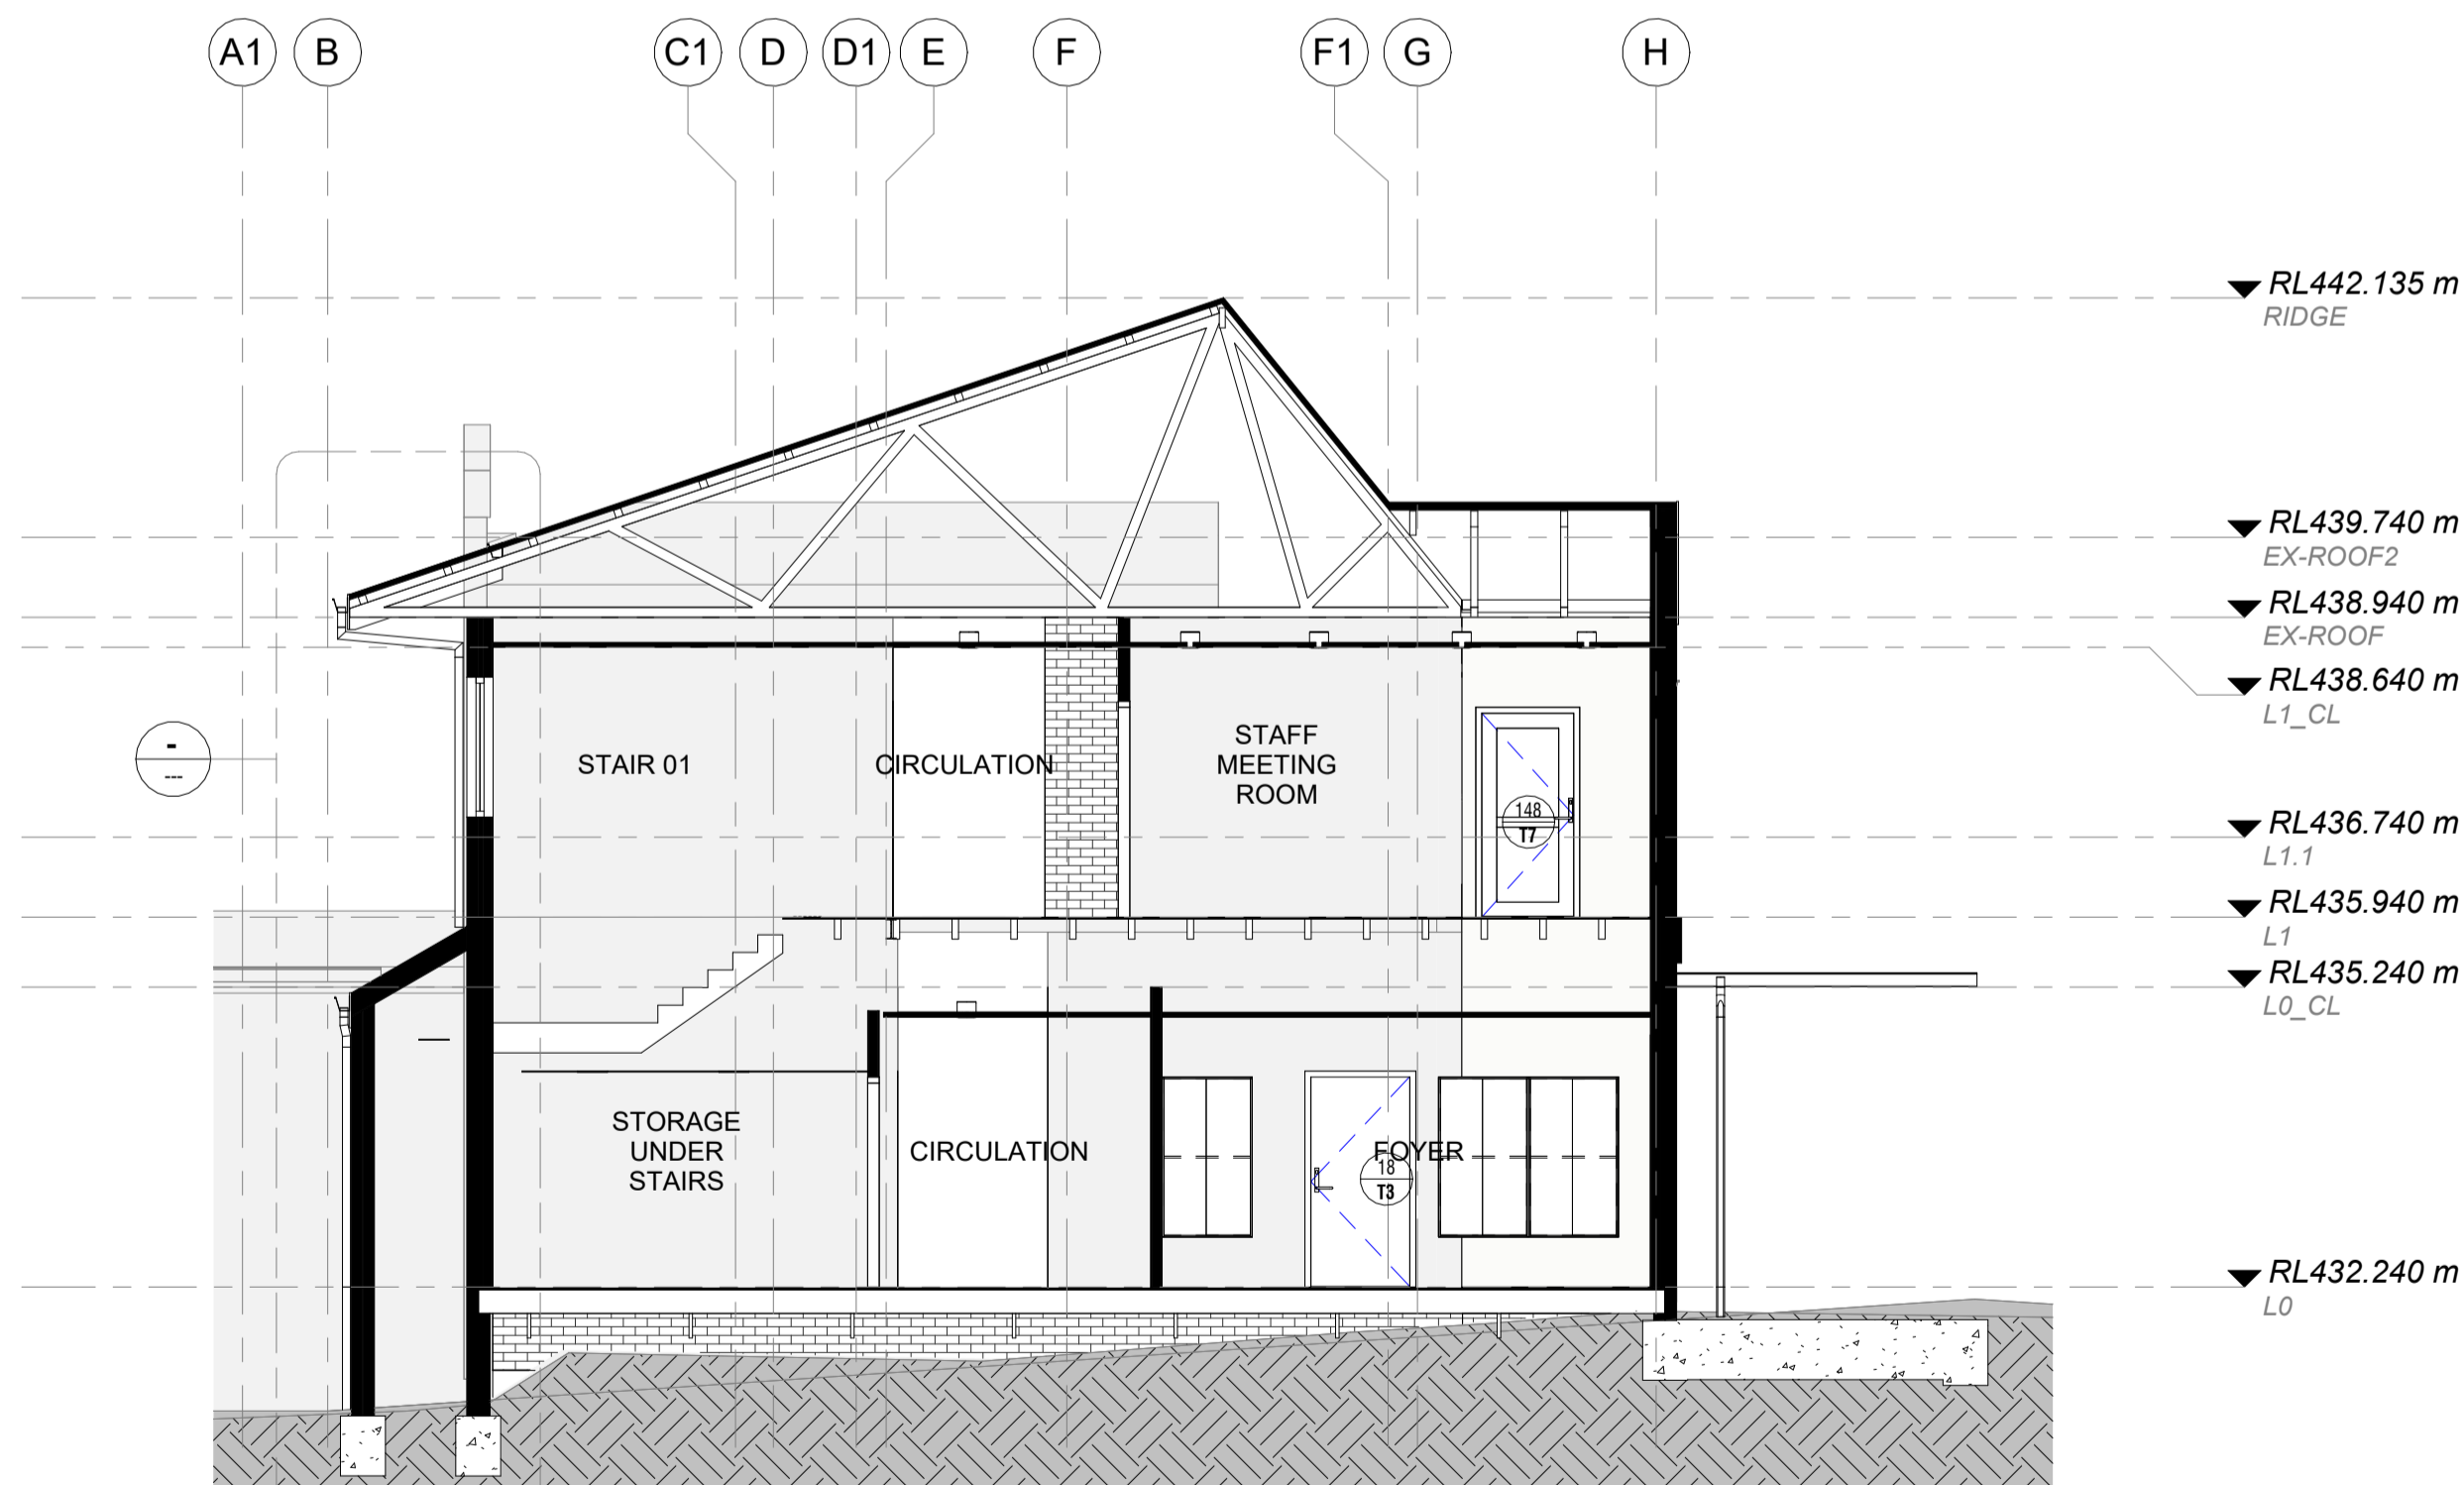 A1 B C1 D D1 E F F1 G H
RL442.135 m
RIDGE
RL439.740 m
EX-ROOF2
RL438.940 m
EX-ROOF
RL438.640 m
L1_CL
-
---
STAIR 01
CIRCULATION
STAFF
MEETING
ROOM
148
T7
RL436.740 m
L1.1
RL435.940 m
L1
RL435.240 m
L0_CL
STORAGE
UNDER
STAIRS
CIRCULATION
FOYER
18
T3
RL432.240 m
L0